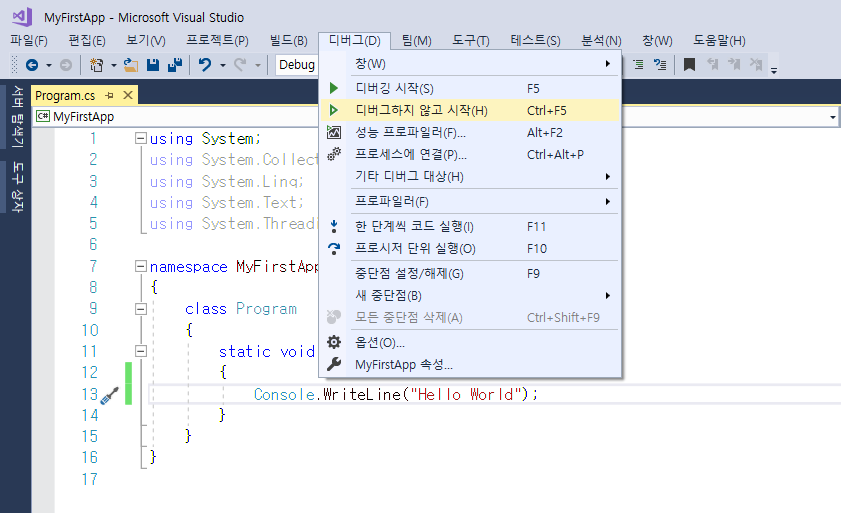 MyFirstApp - Microsoft Visual Studio
파일(F) 편집(E) 보기(V) 프로젝트(P) 빌드(B) 디버그(D) 팀(M) 도구(T) 테스트(S) 분석(N) 창(W) 도움말(H)
Debug
서버 탐색기
도구 상자
Program.cs
C# MyFirstApp
창(W)
디버깅 시작(S) F5
디버그하지 않고 시작(H) Ctrl+F5
성능 프로파일러(F)... Alt+F2
프로세스에 연결(P)... Ctrl+Alt+P
기타 디버그 대상(H)
프로파일러(F)
한 단계씩 코드 실행(I) F11
프로시저 단위 실행(O) F10
중단점 설정/해제(G) F9
새 중단점(B)
모든 중단점 삭제(A) Ctrl+Shift+F9
옵션(O)...
MyFirstApp 속성...
1 using System;
2 using System.Collect
3 using System.Linq;
4 using System.Text;
5 using System.Threadi
6
7 namespace MyFirstApp
8 {
9 class Program
10 {
11 static void
12 {
13 Console.WriteLine("Hello World");
14 }
15 }
16 }
17